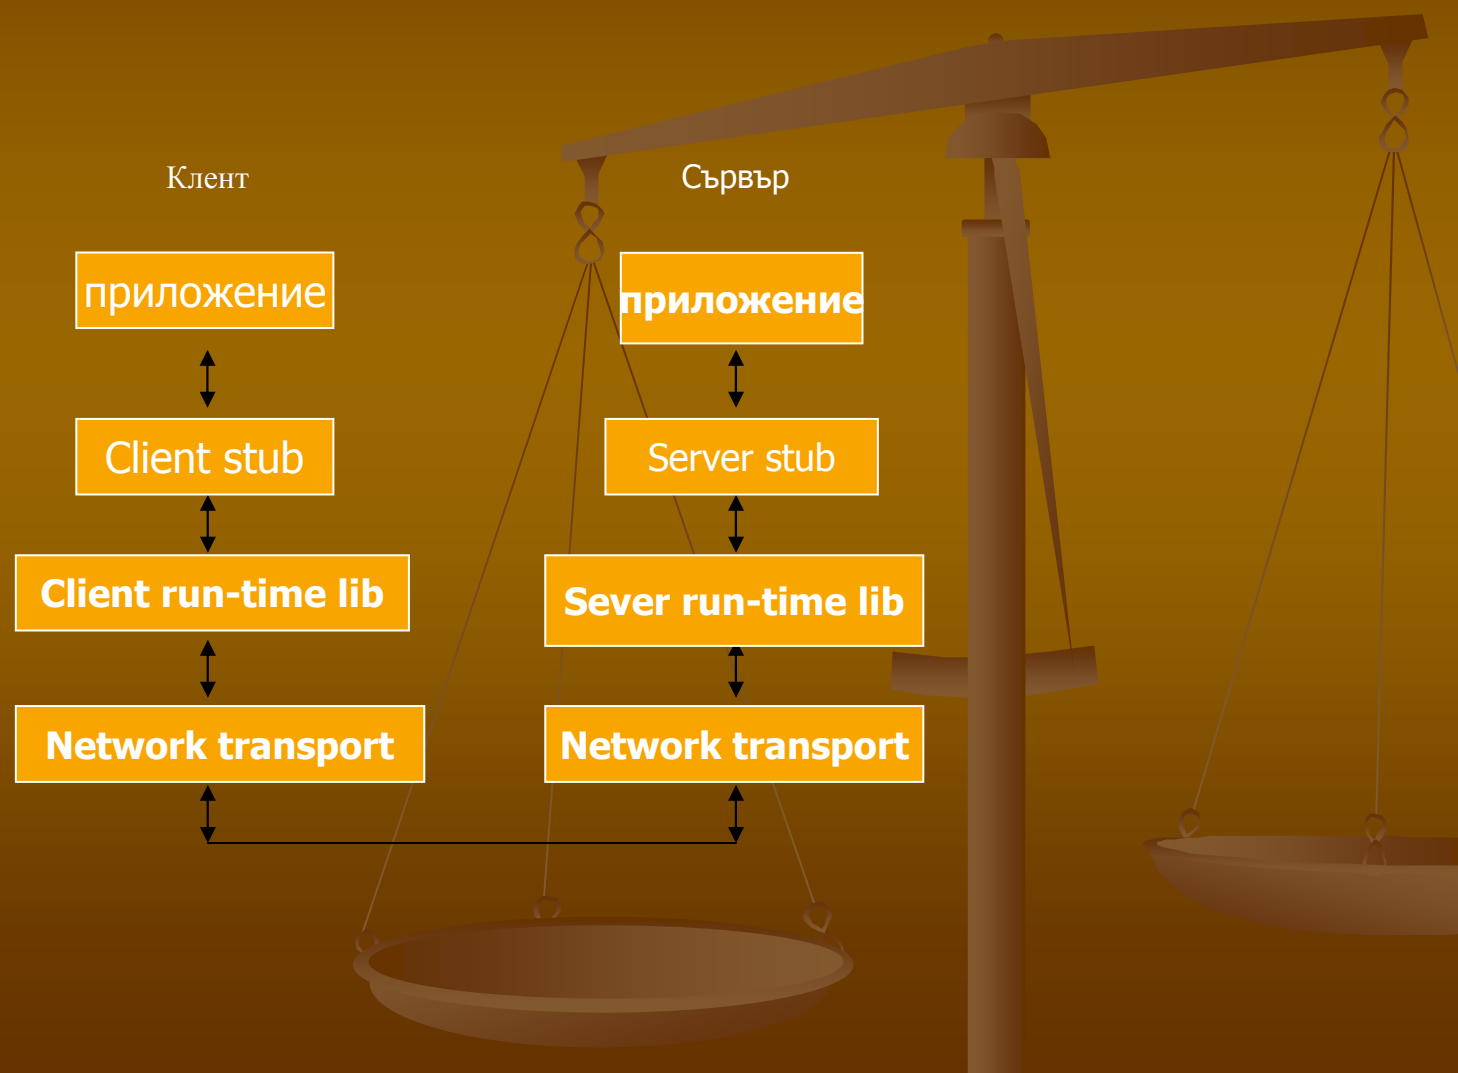 Клент
Сървър
приложение
приложение
Client stub
Server stub
Client run-time lib
Sever run-time lib
Network transport
Network transport